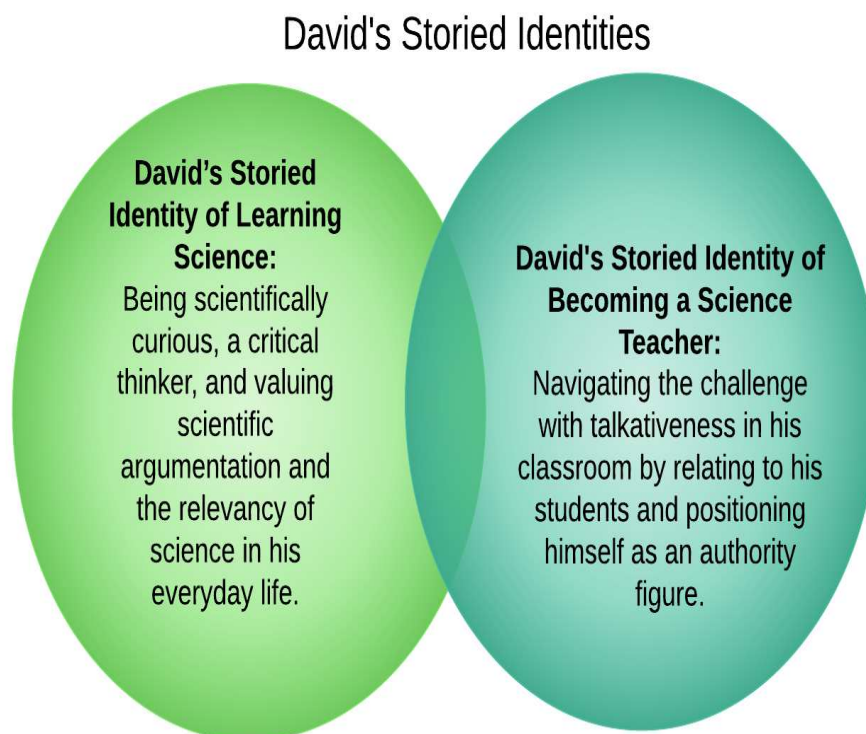 David's Storied Identities
David’s Storied
Identity of Learning
Science:
Being scientifically
curious, a critical
thinker, and valuing
scientific
argumentation and
the relevancy of
science in his
everyday life.
David's Storied Identity of
Becoming a Science
Teacher:
Navigating the challenge
with talkativeness in his
classroom by relating to his
students and positioning
himself as an authority
figure.